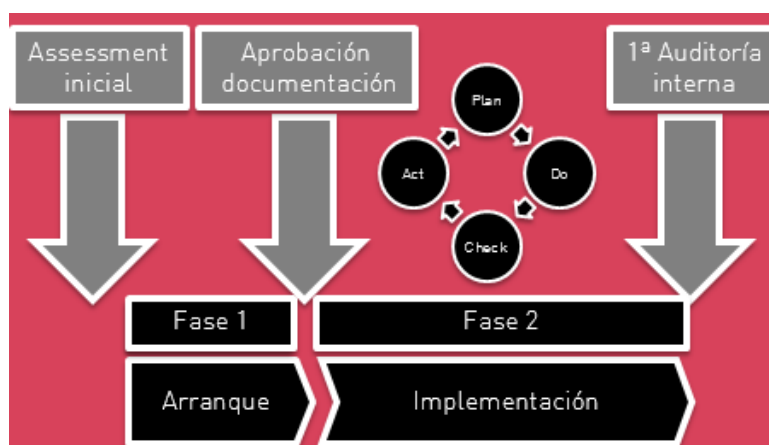 Assessment
inicial
Aprobación
documentación
1ª Auditoría
interna
Plan
Act
Do
Check
Fase 1
Fase 2
Arranque
Implementación